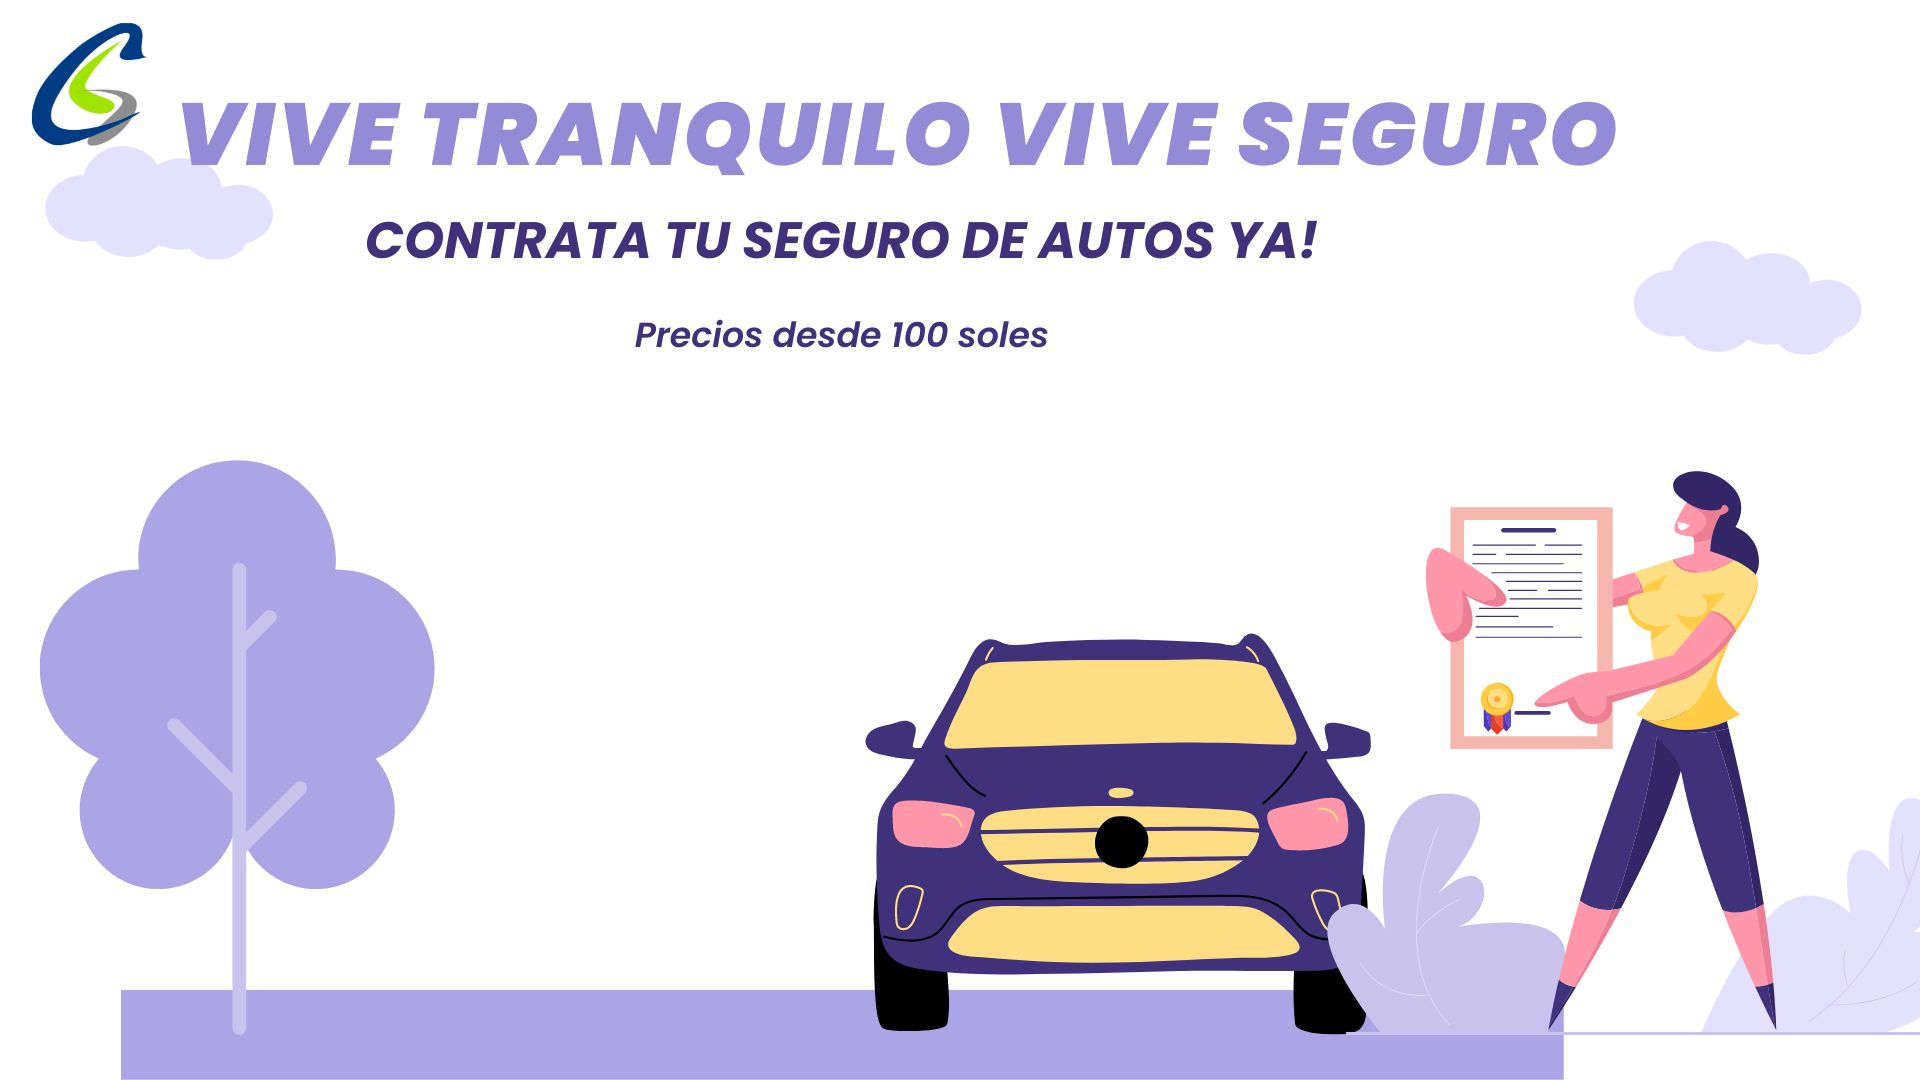 VIVE TRANQUILO VIVE SEGURO
CONTRATA TU SEGURO DE AUTOS YA!
Precios desde 100 soles